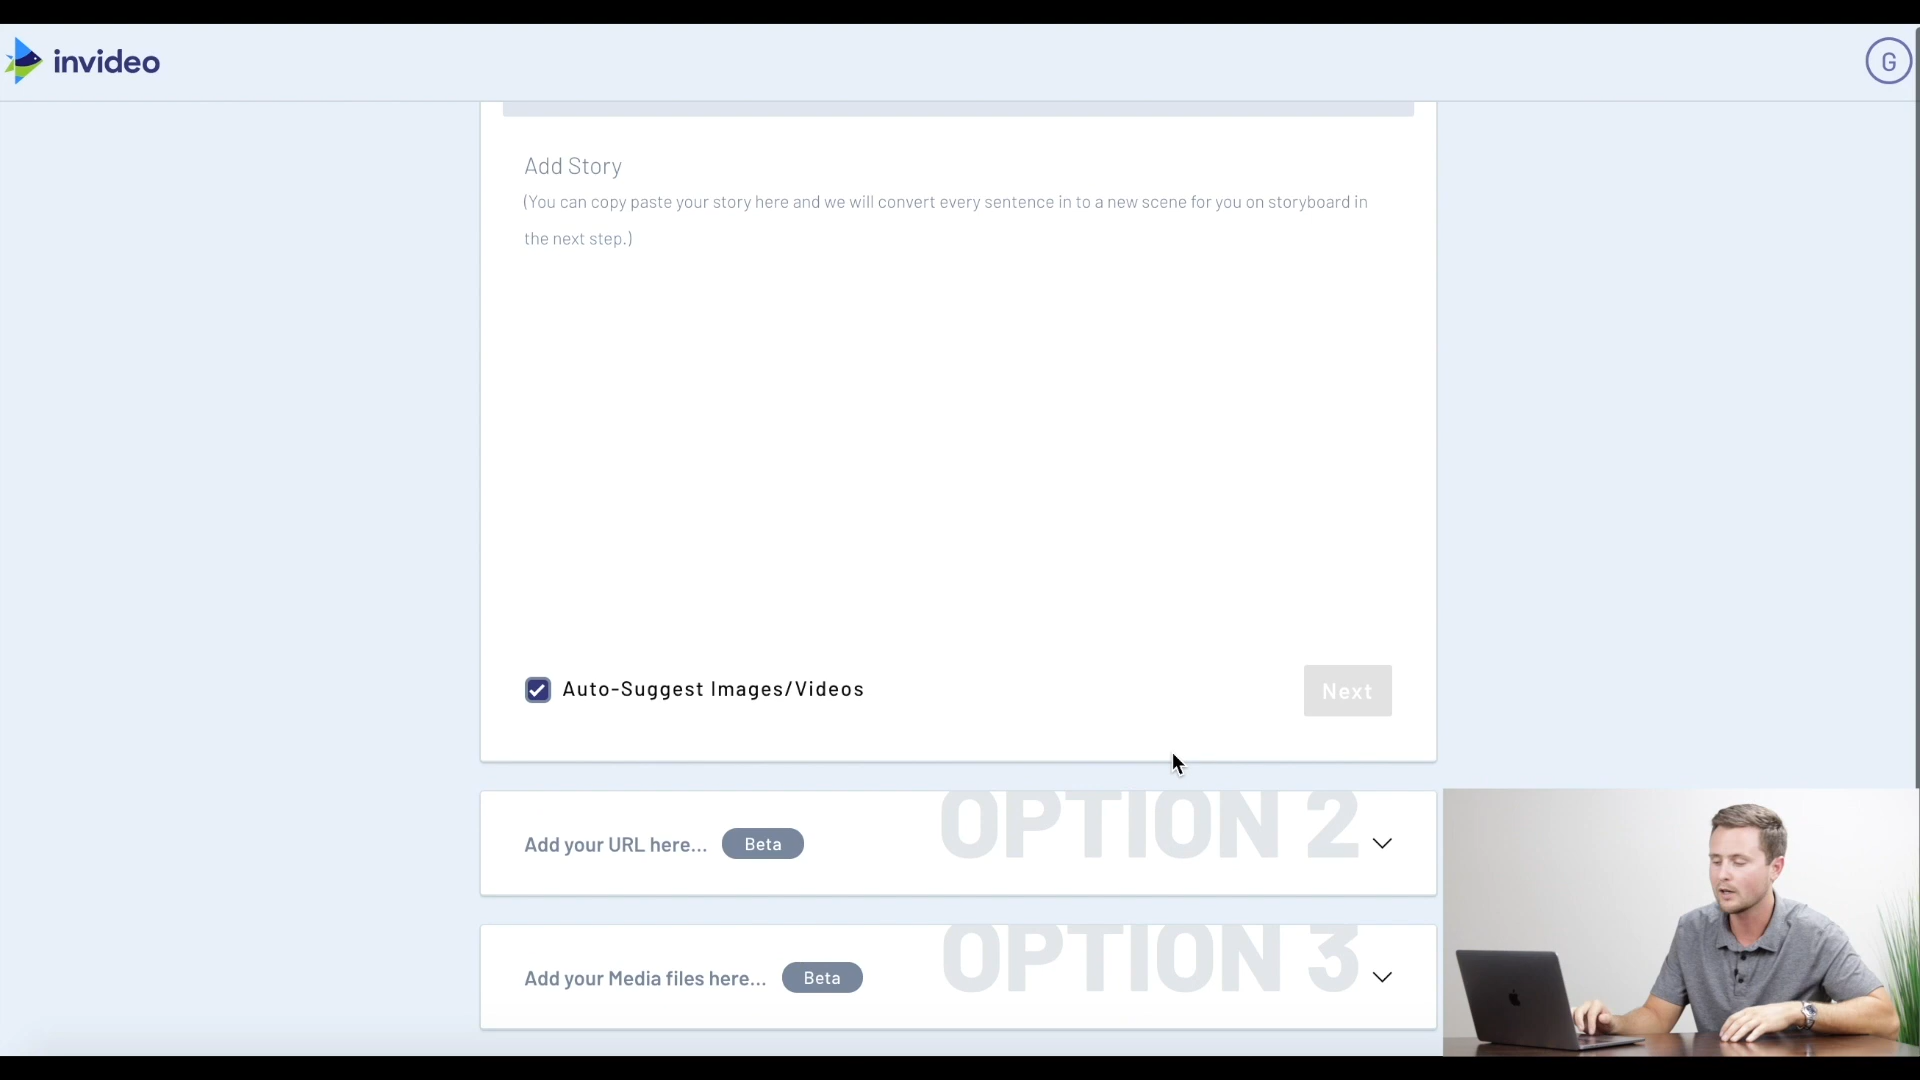 invideo
G
Add Story
(You can copy paste your story here and we will convert every sentence in to a new scene for you on storyboard in
the next step.)
Auto-Suggest Images/Videos
Next
OPTION 2
Add your URL here...
Beta
OPTION 3
Add your Media files here...
Beta